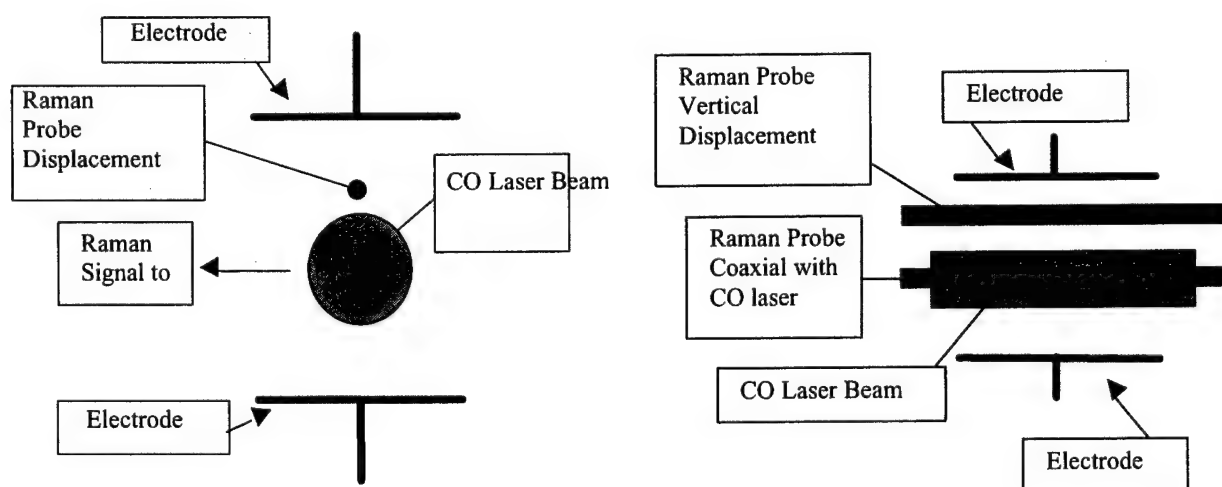 Electrode
Raman
Probe
Displacement
CO Laser Beam
Raman
Signal to
Electrode
Raman Probe
Vertical
Displacement
Electrode
Raman Probe
Coaxial with
CO laser
CO Laser Beam
Electrode